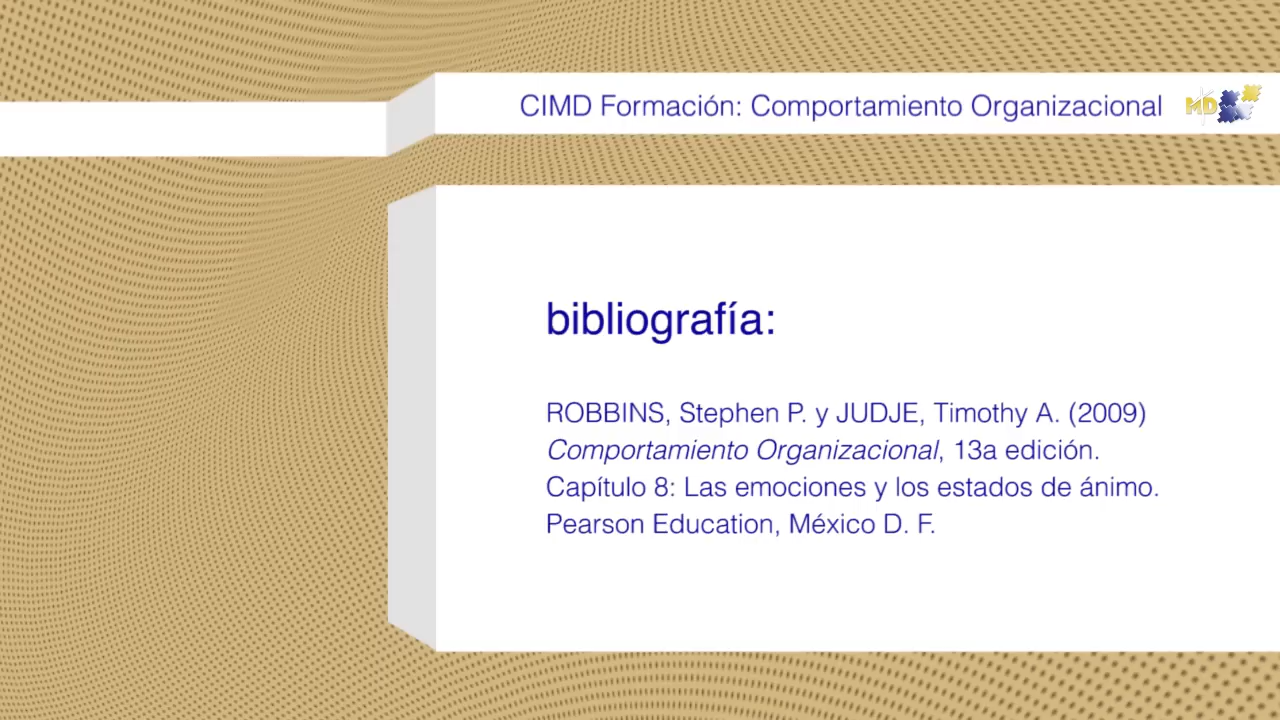 CIMD Formación: Comportamiento Organizacional
MD
bibliografía:
ROBBINS, Stephen P. y JUDJE, Timothy A. (2009)
Comportamiento Organizacional, 13a edición.
Capítulo 8: Las emociones y los estados de ánimo.
Pearson Education, México D. F.